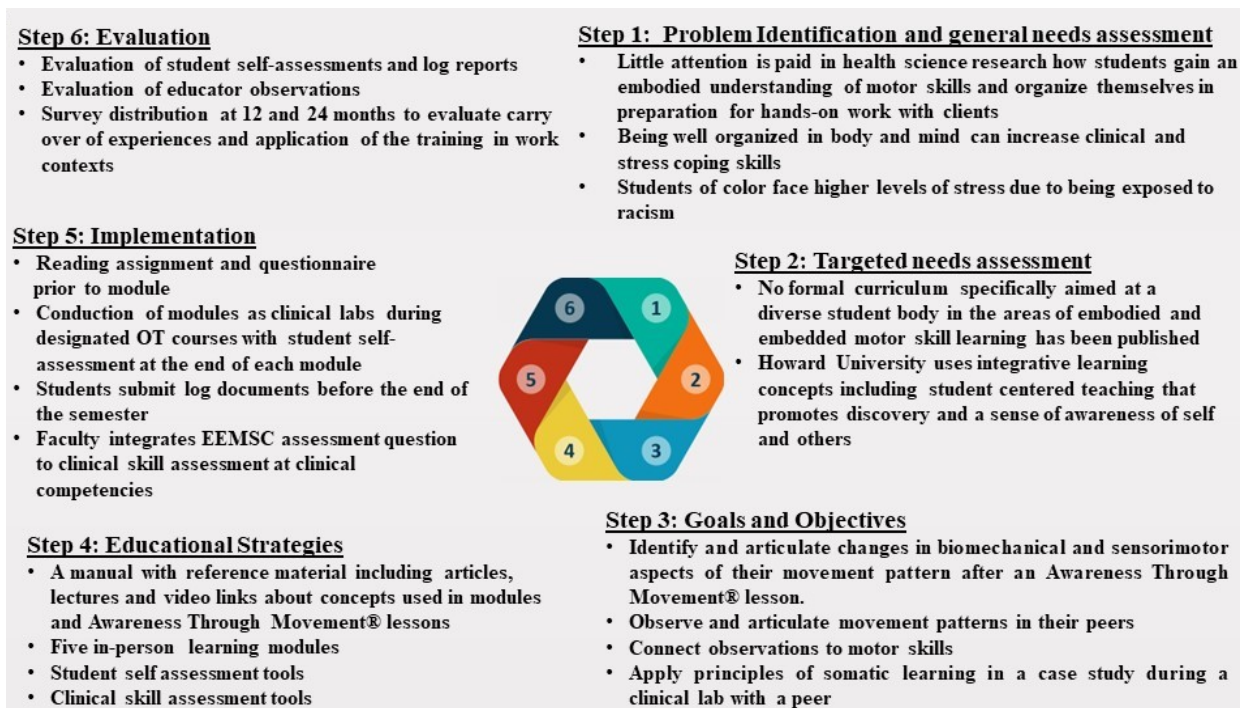 Step 1:  Problem Identification and general needs assessment
• Little attention is paid in health science research how students gain an
embodied understanding of motor skills and organize themselves in
preparation for hands-on work with clients
• Being well organized in body and mind can increase clinical and
stress coping skills
• Students of color face higher levels of stress due to being exposed to
racism
Step 2: Targeted needs assessment
• No formal curriculum specifically aimed at a
diverse student body in the areas of embodied and
embedded motor skill learning has been published
• Howard University uses integrative learning
concepts including student centered teaching that
promotes discovery and a sense of awareness of self
and others
Step 3: Goals and Objectives
• Identify and articulate changes in biomechanical and sensorimotor
aspects of their movement pattern after an Awareness Through
Movement® lesson.
• Observe and articulate movement patterns in their peers
• Connect observations to motor skills
• Apply principles of somatic learning in a case study during a
clinical lab with a peer
Step 4: Educational Strategies
• A manual with reference material including articles,
lectures and video links about concepts used in modules
and Awareness Through Movement® lessons
• Five in-person learning modules
• Student self assessment tools
• Clinical skill assessment tools
Step 5: Implementation
• Reading assignment and questionnaire
prior to module
• Conduction of modules as clinical labs during
designated OT courses with student self-
assessment at the end of each module
• Students submit log documents before the end of
the semester
• Faculty integrates EEMSC assessment question
to clinical skill assessment at clinical
competencies
Step 6: Evaluation
• Evaluation of student self-assessments and log reports
• Evaluation of educator observations
• Survey distribution at 12 and 24 months to evaluate carry
over of experiences and application of the training in work
contexts
1
2
3
4
5
6